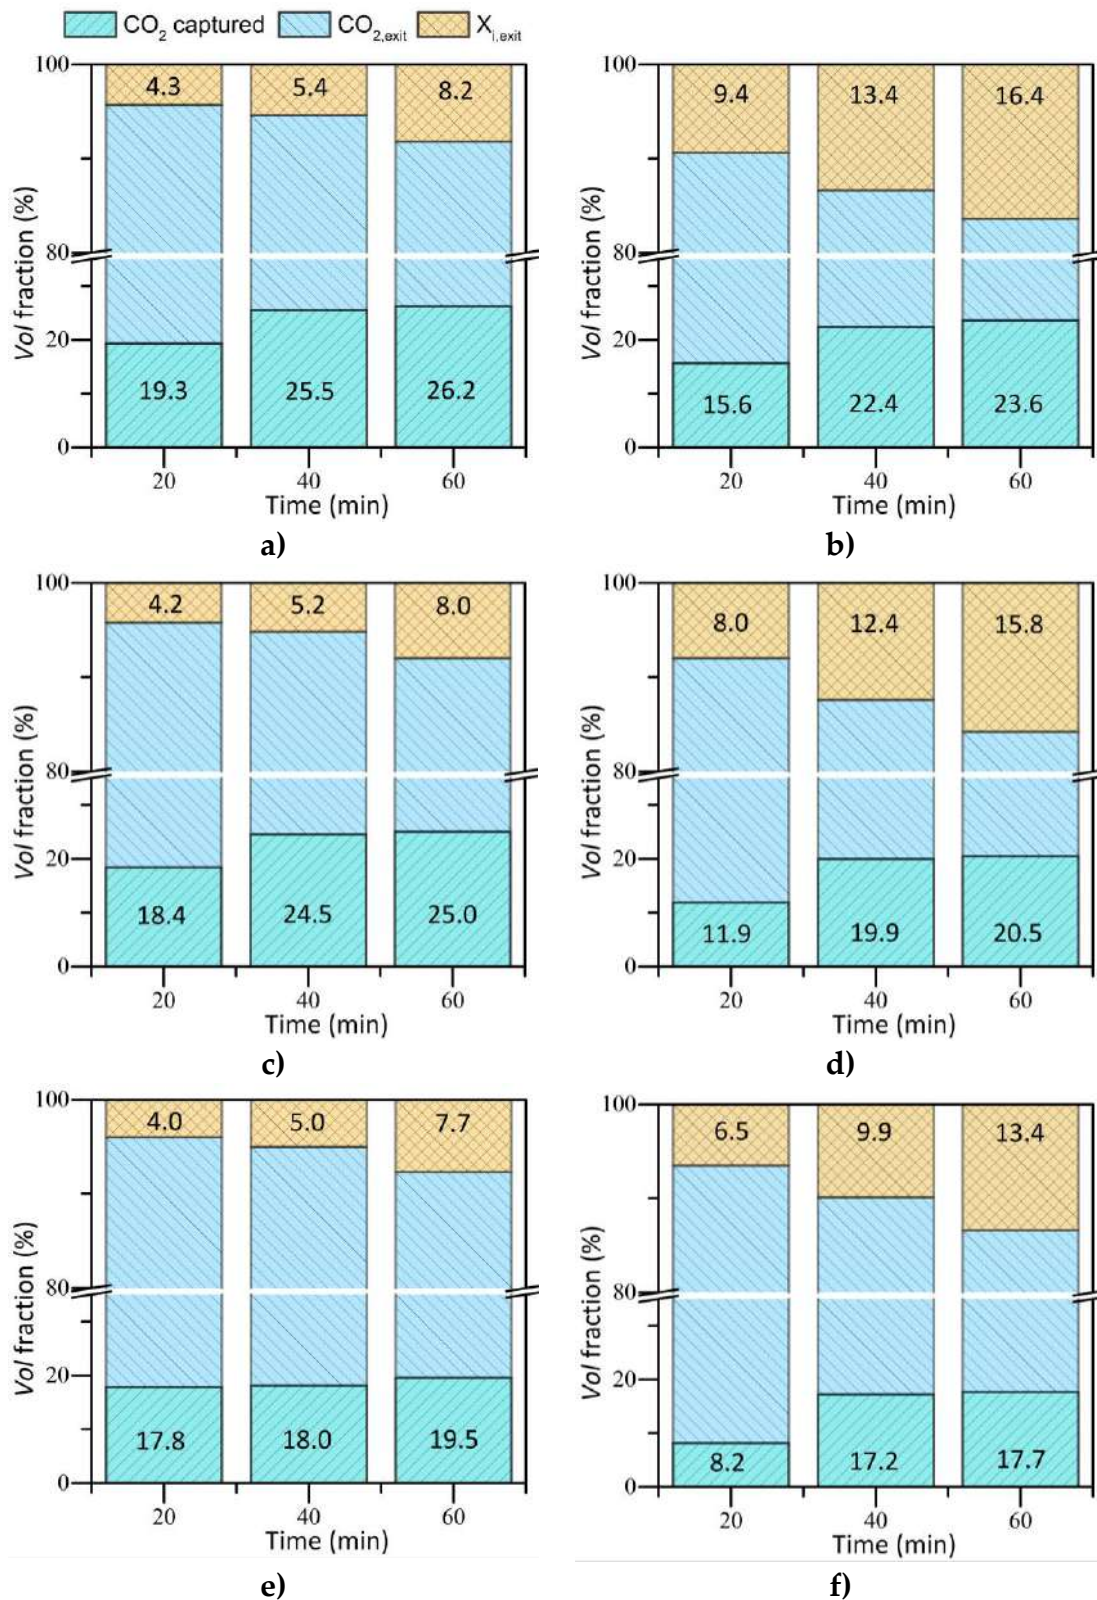 CO₂ captured CO₂,exit Xᵢ,exit
100
4.3 5.4 8.2
80
Vol fraction (%)
20
19.3 25.5 26.2
0
20 40 60
Time (min)
a)
100
9.4 13.4 16.4
80
Vol fraction (%)
20
15.6 22.4 23.6
0
20 40 60
Time (min)
b)
100
4.2 5.2 8.0
80
Vol fraction (%)
20
18.4 24.5 25.0
0
20 40 60
Time (min)
c)
100
8.0 12.4 15.8
80
Vol fraction (%)
20
11.9 19.9 20.5
0
20 40 60
Time (min)
d)
100
4.0 5.0 7.7
80
Vol fraction (%)
20
17.8 18.0 19.5
0
20 40 60
Time (min)
e)
100
6.5 9.9 13.4
80
Vol fraction (%)
20
8.2 17.2 17.7
0
20 40 60
Time (min)
f)